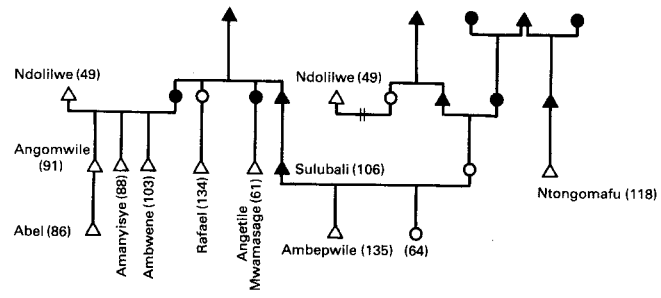 Ndolilwe (49)
Ndolilwe (49)
Angomwile
(91)
Abel (86)
Amanyisye (88)
Ambwene (103)
Rafael (134)
Angetile
Mwamasage (61)
Sulubali (106)
Ambepwile (135)
(64)
Ntongomafu (118)